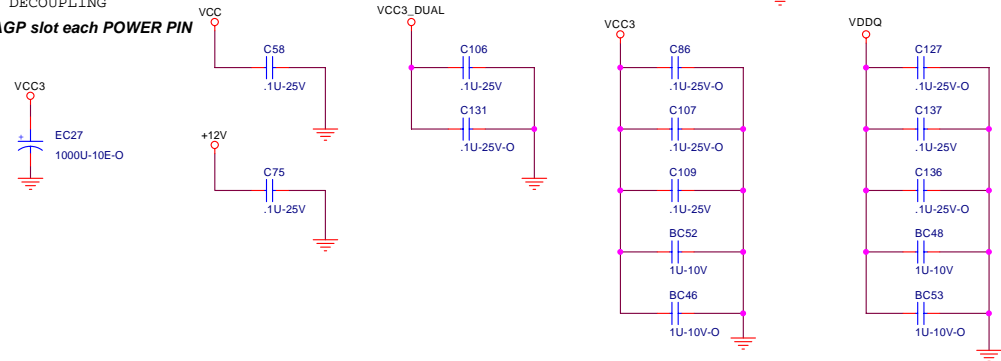 DECOUPLING
AGP slot each POWER PIN
VCC3
EC27
1000U-10E-O
+
VCC
C58
.1U-25V
+12V
C75
.1U-25V
VCC3_DUAL
C106
.1U-25V
C131
.1U-25V-O
VCC3
C86
.1U-25V-O
C107
.1U-25V-O
C109
.1U-25V
BC52
1U-10V
BC46
1U-10V-O
VDDQ
C127
.1U-25V-O
C137
.1U-25V
C136
.1U-25V-O
BC48
1U-10V
BC53
1U-10V-O